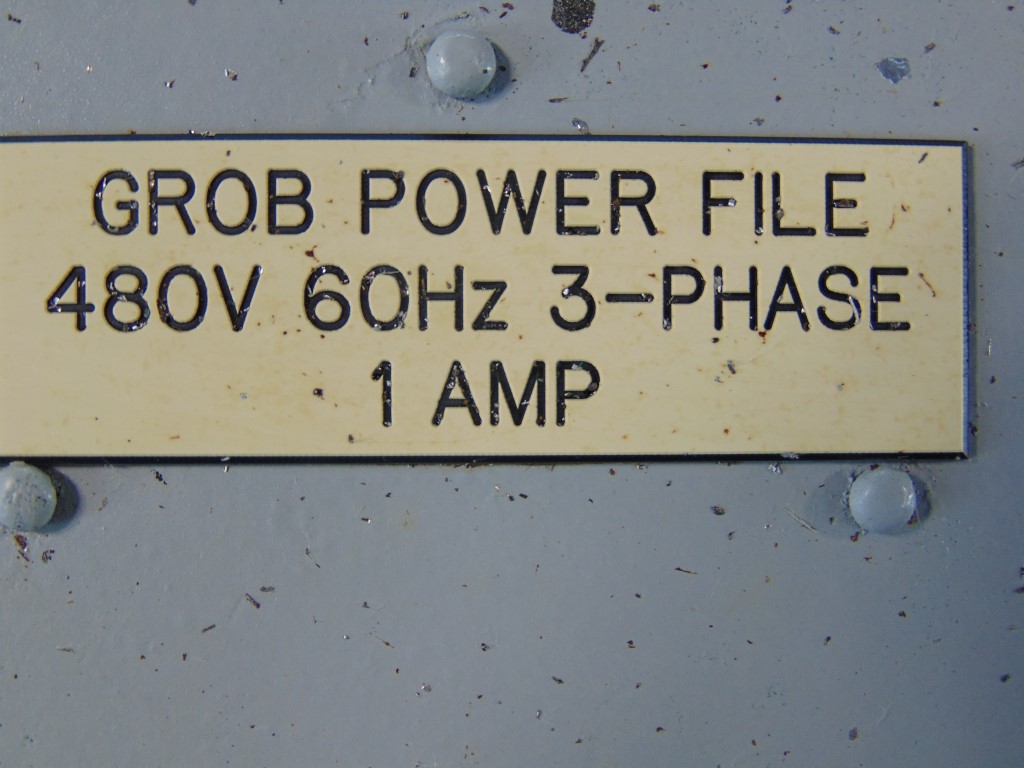 GROB POWER FILE
480V 60Hz 3-PHASE
1 AMP